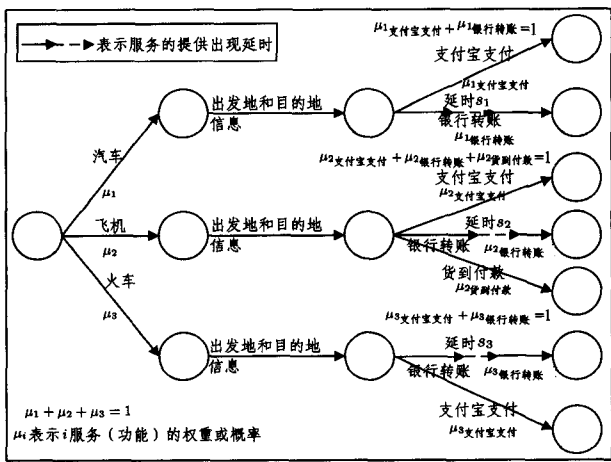 表示服务的提供出现延时
μ1支付宝支付+μ1银行转账=1
支付宝支付
μ1支付宝支付
出发地和目的地
信息
延时s1
银行转账
μ1银行转账
汽车
μ1
μ2支付宝支付+μ2银行转账+μ2货到付款=1
支付宝支付
μ2支付宝支付
飞机
μ2
出发地和目的地
信息
延时s2
银行转账
μ2银行转账
货到付款
μ2货到付款
火车
μ3
μ3支付宝支付+μ3银行转账=1
出发地和目的地
信息
延时s3
银行转账
μ3银行转账
支付宝支付
μ3支付宝支付
μ1+μ2+μ3=1
μi表示i服务(功能)的权重或概率